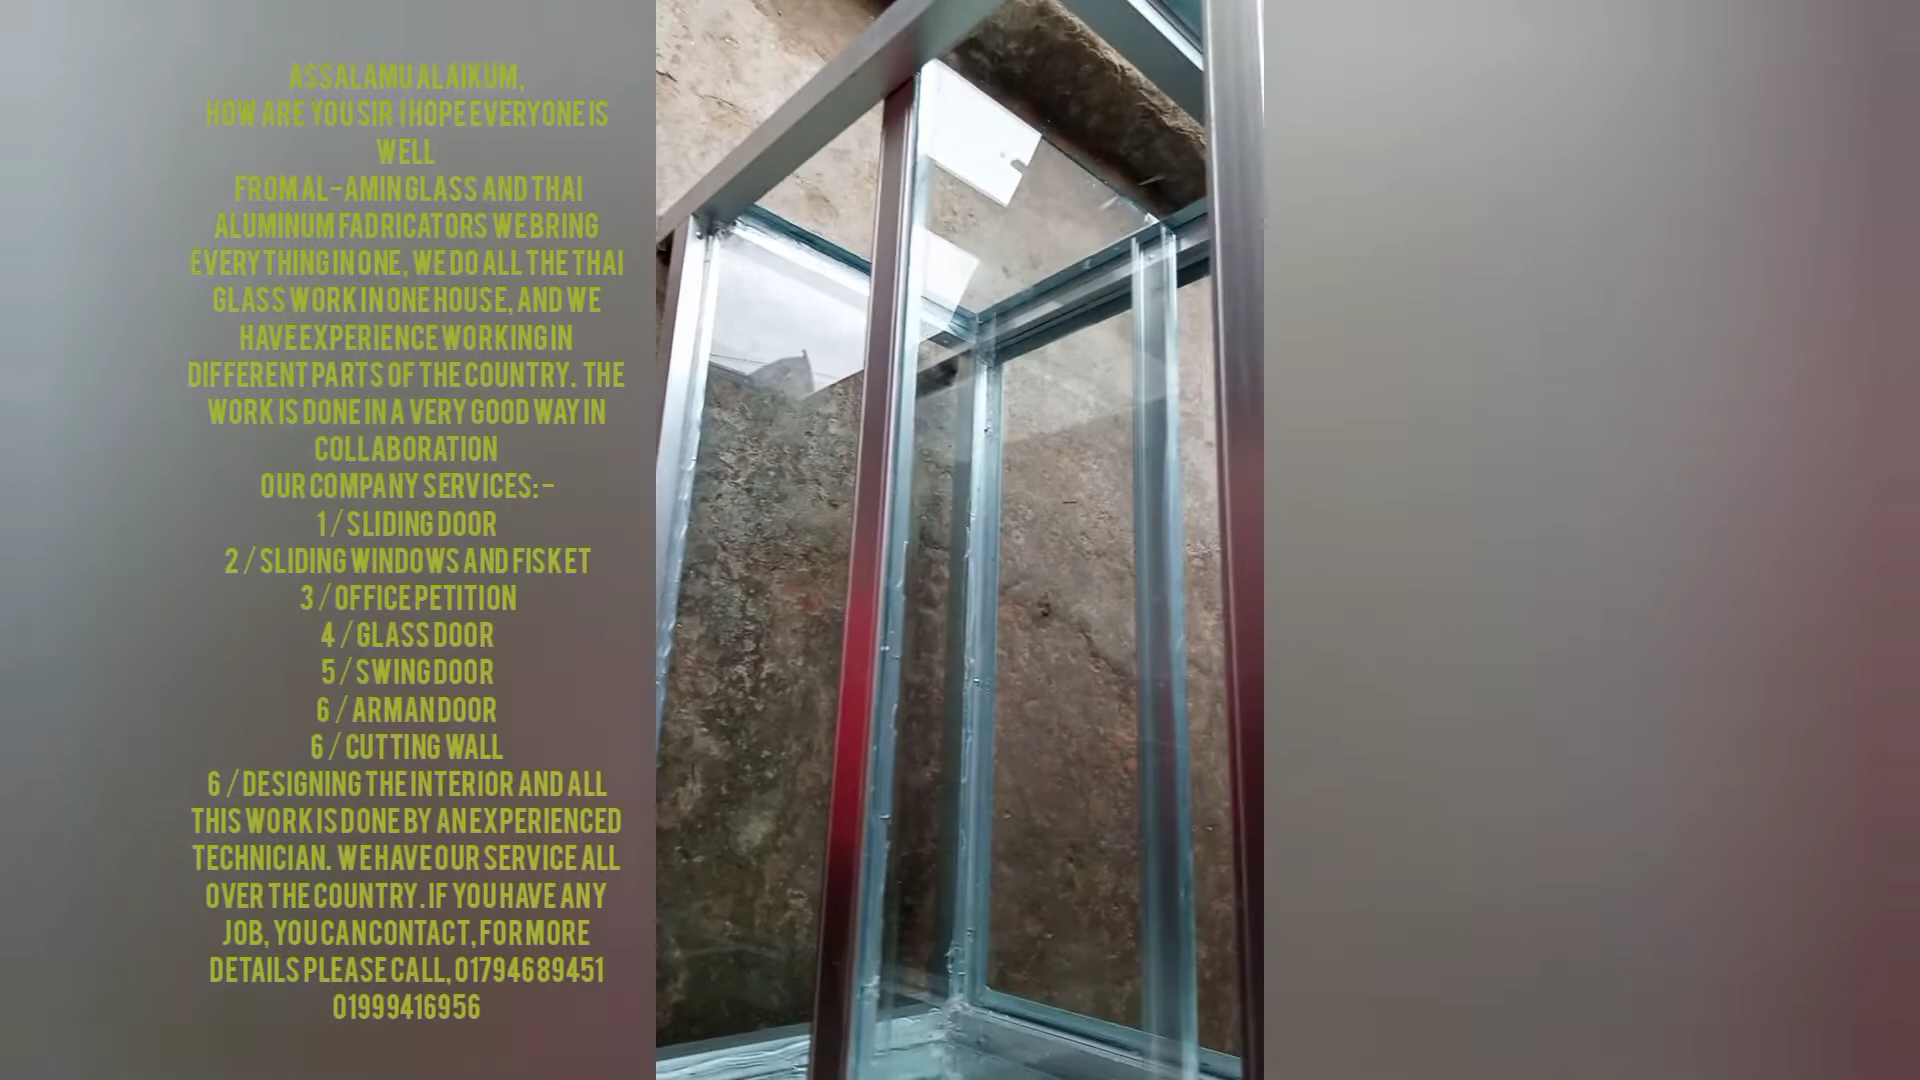 ASSALAMU ALAIKUM,
HOW ARE YOU SIR I HOPE EVERYONE IS
WELL
FROM AL-AMIN GLASS AND THAI
ALUMINUM FADRICATORS WE BRING
EVERYTHING IN ONE, WE DO ALL THE THAI
GLASS WORK IN ONE HOUSE, AND WE
HAVE EXPERIENCE WORKING IN
DIFFERENT PARTS OF THE COUNTRY. THE
WORK IS DONE IN A VERY GOOD WAY IN
COLLABORATION
OUR COMPANY SERVICES:-
1 / SLIDING DOOR
2 / SLIDING WINDOWS AND FISKET
3 / OFFICE PETITION
4 / GLASS DOOR
5 / SWING DOOR
6 / ARMAN DOOR
6 / CUTTING WALL
6 / DESIGNING THE INTERIOR AND ALL
THIS WORK IS DONE BY AN EXPERIENCED
TECHNICIAN. WE HAVE OUR SERVICE ALL
OVER THE COUNTRY. IF YOU HAVE ANY
JOB, YOU CAN CONTACT, FOR MORE
DETAILS PLEASE CALL, 01794689451
01999416956